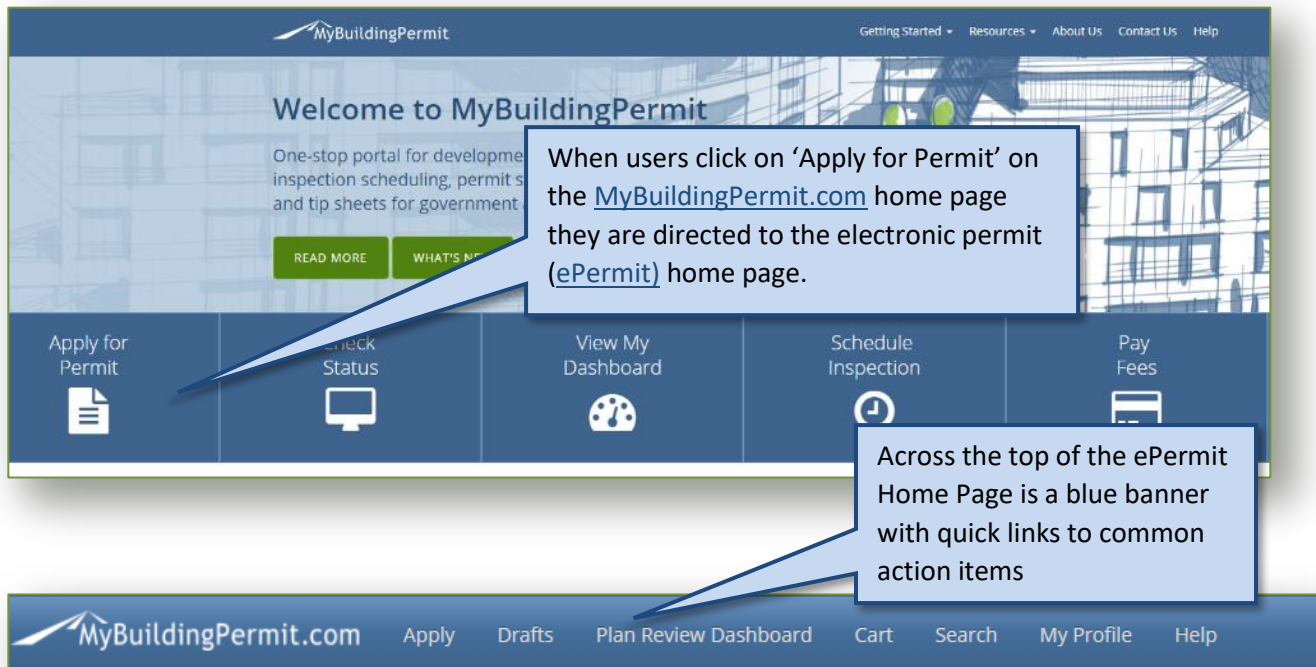 MyBuildingPermit
Getting Started Resources About Us Contact Us Help
Welcome to MyBuildingPermit
One-stop portal for
inspection scheduling, permit
and tip sheets for government
READ MORE WHAT'S
When users click on ‘Apply for Permit’ on
the MyBuildingPermit.com home page
they are directed to the electronic permit
(ePermit) home page.
Apply for
Permit
Status
View My
Dashboard
Schedule
Inspection
Pay
Fees
Across the top of the ePermit
Home Page is a blue banner
with quick links to common
action items
MyBuildingPermit.com Apply Drafts Plan Review Dashboard Cart Search My Profile Help